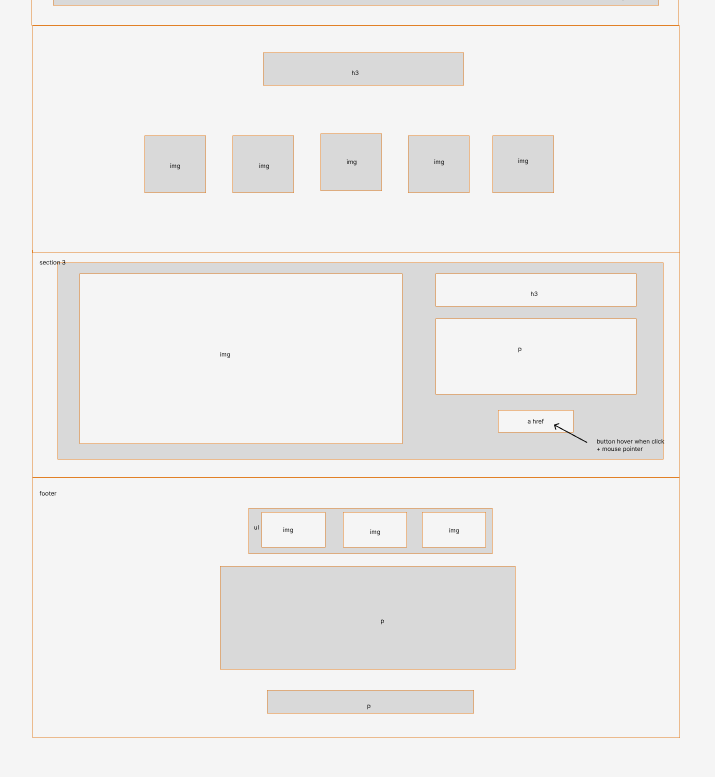 h3
img
img
img
img
img
section 3
img
h3
p
a href
button hover when click
+ mouse pointer
footer
ul
img
img
img
p
p